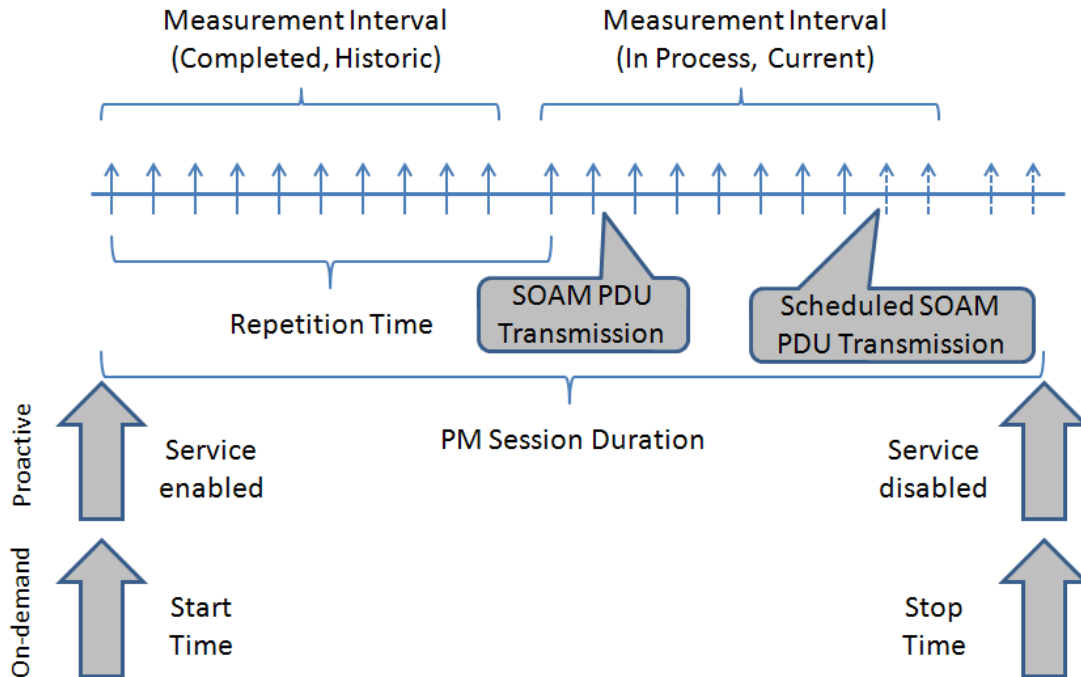 Measurement Interval
(Completed, Historic)
Measurement Interval
(In Process, Current)
SOAM PDU
Transmission
Scheduled SOAM
PDU Transmission
Repetition Time
PM Session Duration
Proactive
Service
enabled
Service
disabled
On-demand
Start
Time
Stop
Time